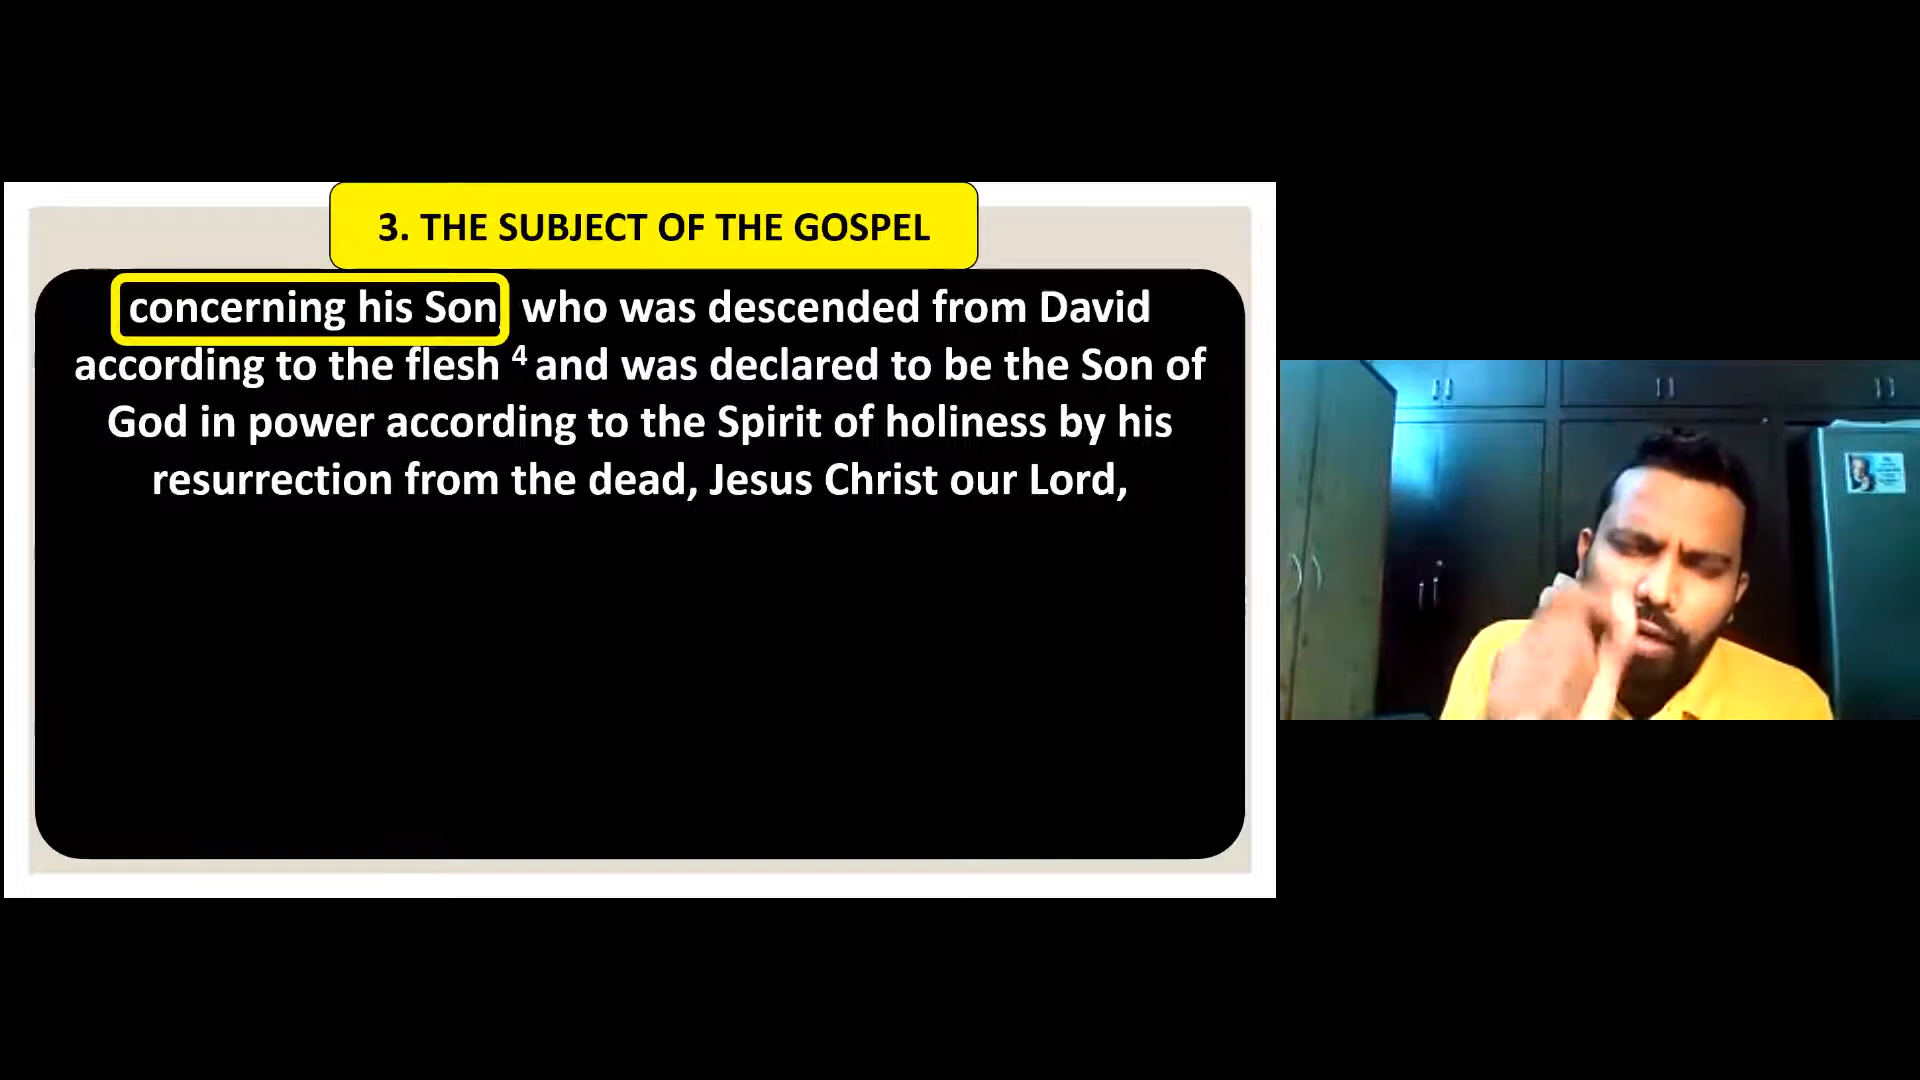 3. THE SUBJECT OF THE GOSPEL
concerning his Son, who was descended from David
according to the flesh ⁴ and was declared to be the Son of
God in power according to the Spirit of holiness by his
resurrection from the dead, Jesus Christ our Lord,